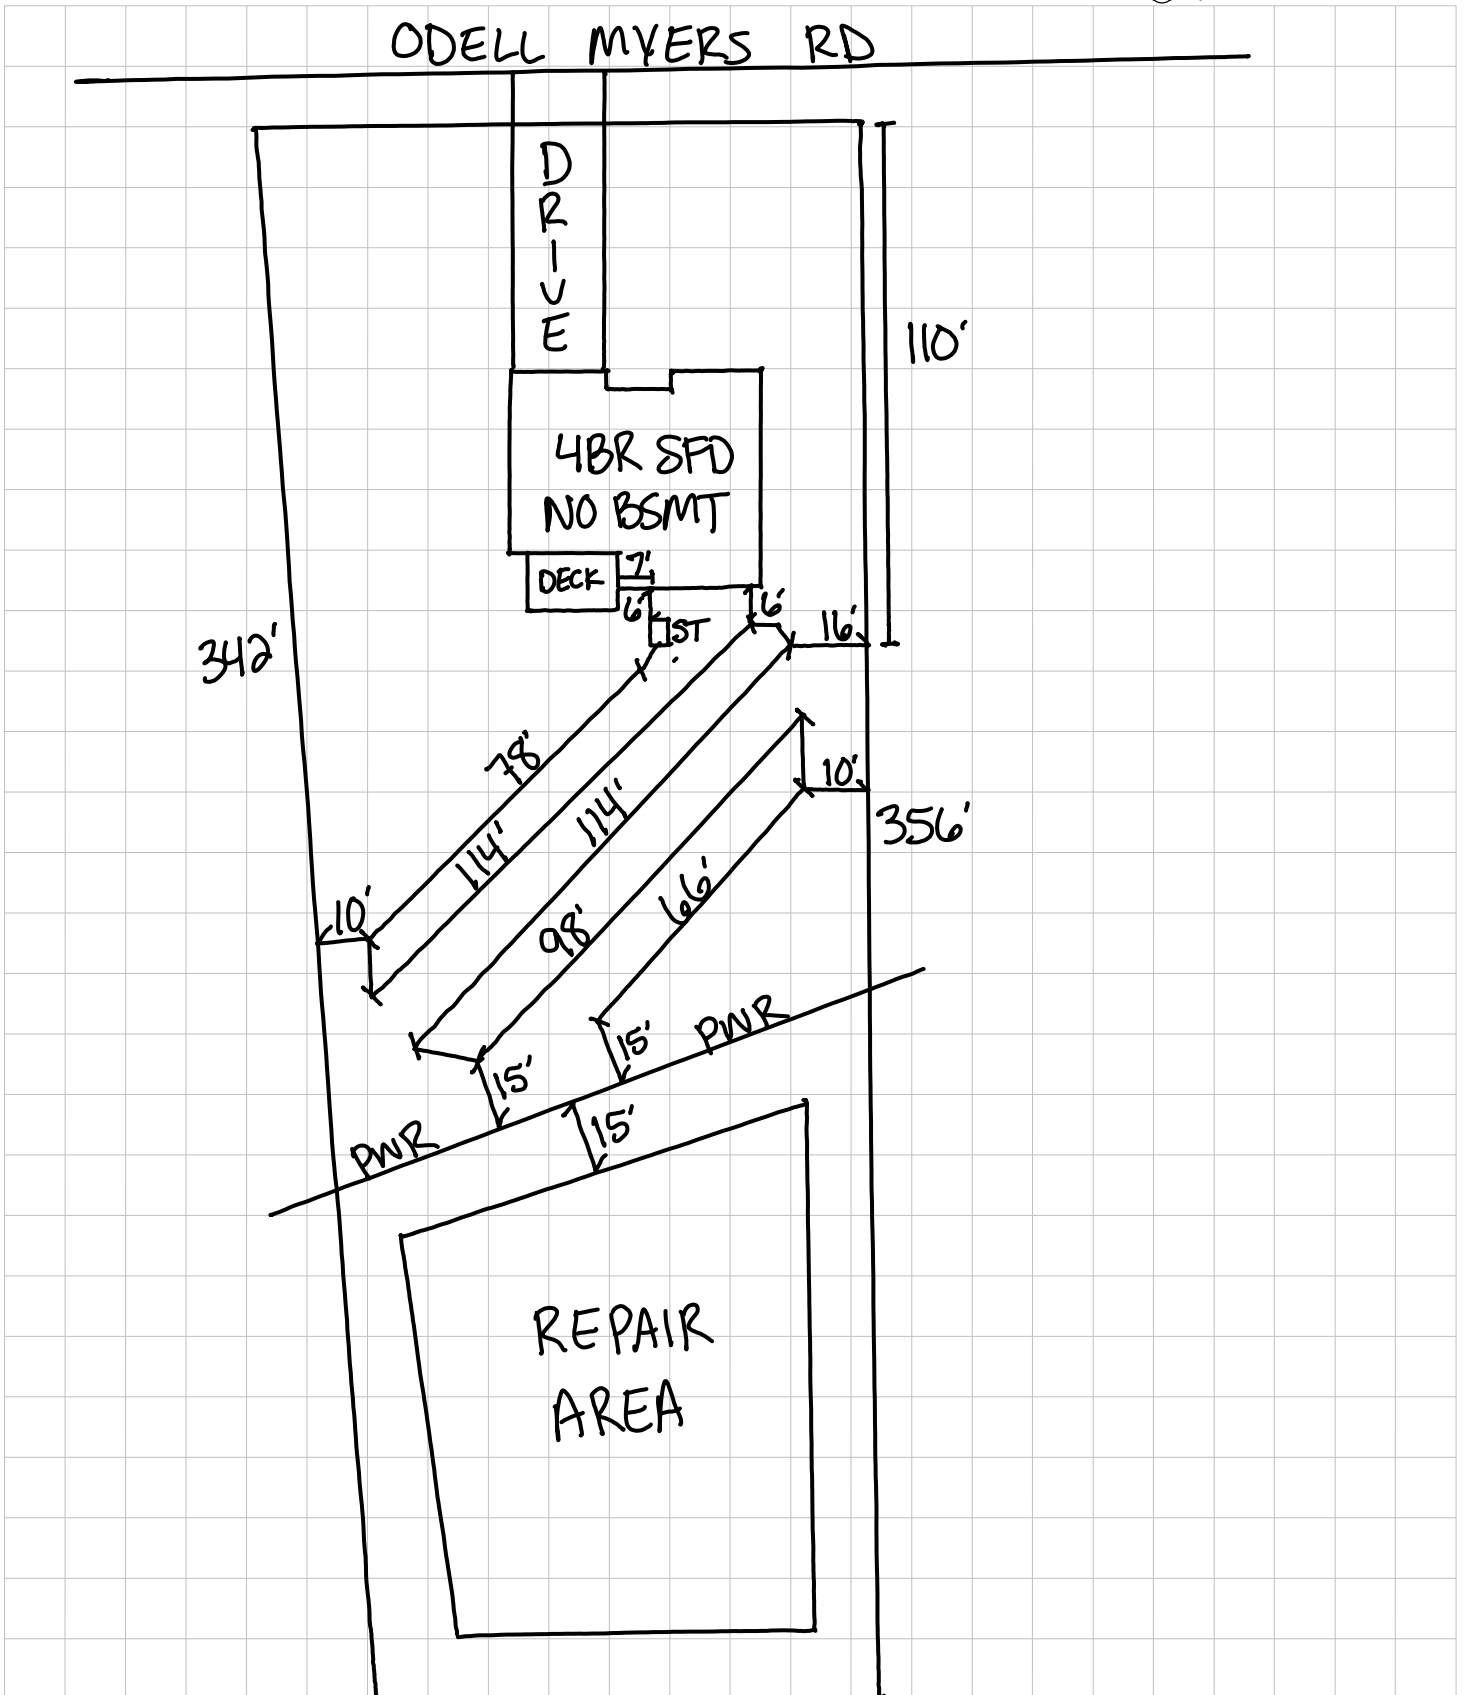 ODELL MYERS RD
D
R
I
V
E
110'
4BR SFD
NO BSMT
DECK
7'
6'
ST
6'
16'
342'
78'
114'
114'
10'
356'
66'
98'
10'
15'
PWR
15'
15'
PWR
REPAIR
AREA